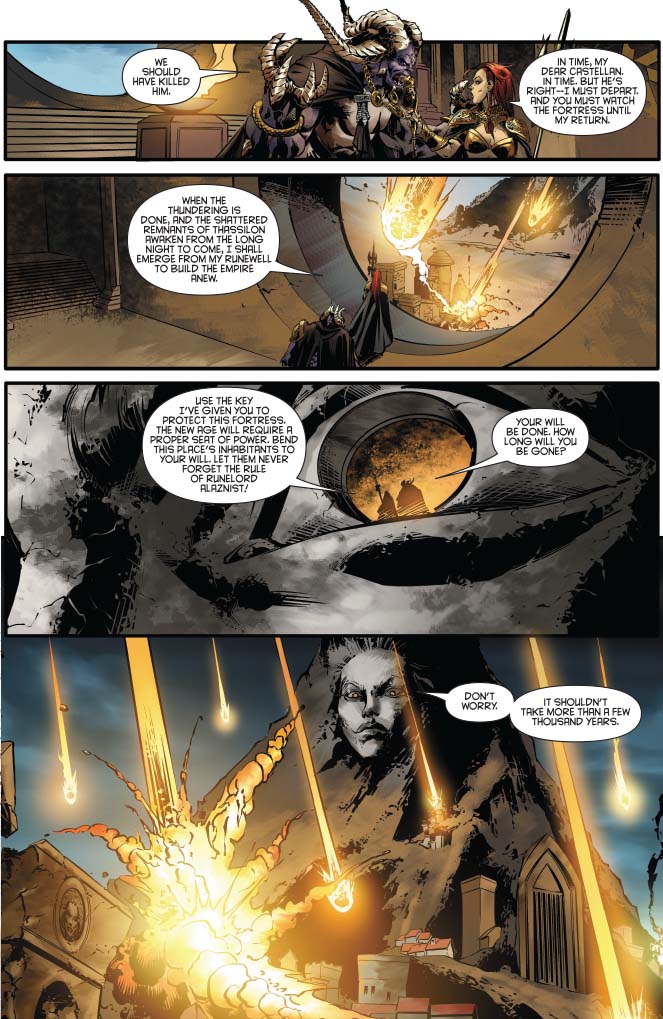 WE
SHOULD
HAVE KILLED
HIM.
IN TIME, MY
DEAR CASTELLAN.
IN TIME. BUT HE'S
RIGHT--I MUST DEPART.
AND YOU MUST WATCH
THE FORTRESS UNTIL
MY RETURN.
WHEN THE
THUNDERING IS
DONE, AND THE SHATTERED
REMNANTS OF THASSILON
AWAKEN FROM THE LONG
NIGHT TO COME, I SHALL
EMERGE FROM MY RUNEWELL
TO BUILD THE EMPIRE
ANEW.
USE THE KEY
I'VE GIVEN YOU TO
PROTECT THIS FORTRESS.
THE NEW AGE WILL REQUIRE A
PROPER SEAT OF POWER. BEND
THIS PLACE'S INHABITANTS TO
YOUR WILL. LET THEM NEVER
FORGET THE RULE
OF RUNELORD
ALAZNIST!
YOUR WILL
BE DONE. HOW
LONG WILL YOU
BE GONE?
DON'T
WORRY.
IT SHOULDN'T
TAKE MORE THAN A FEW
THOUSAND YEARS.